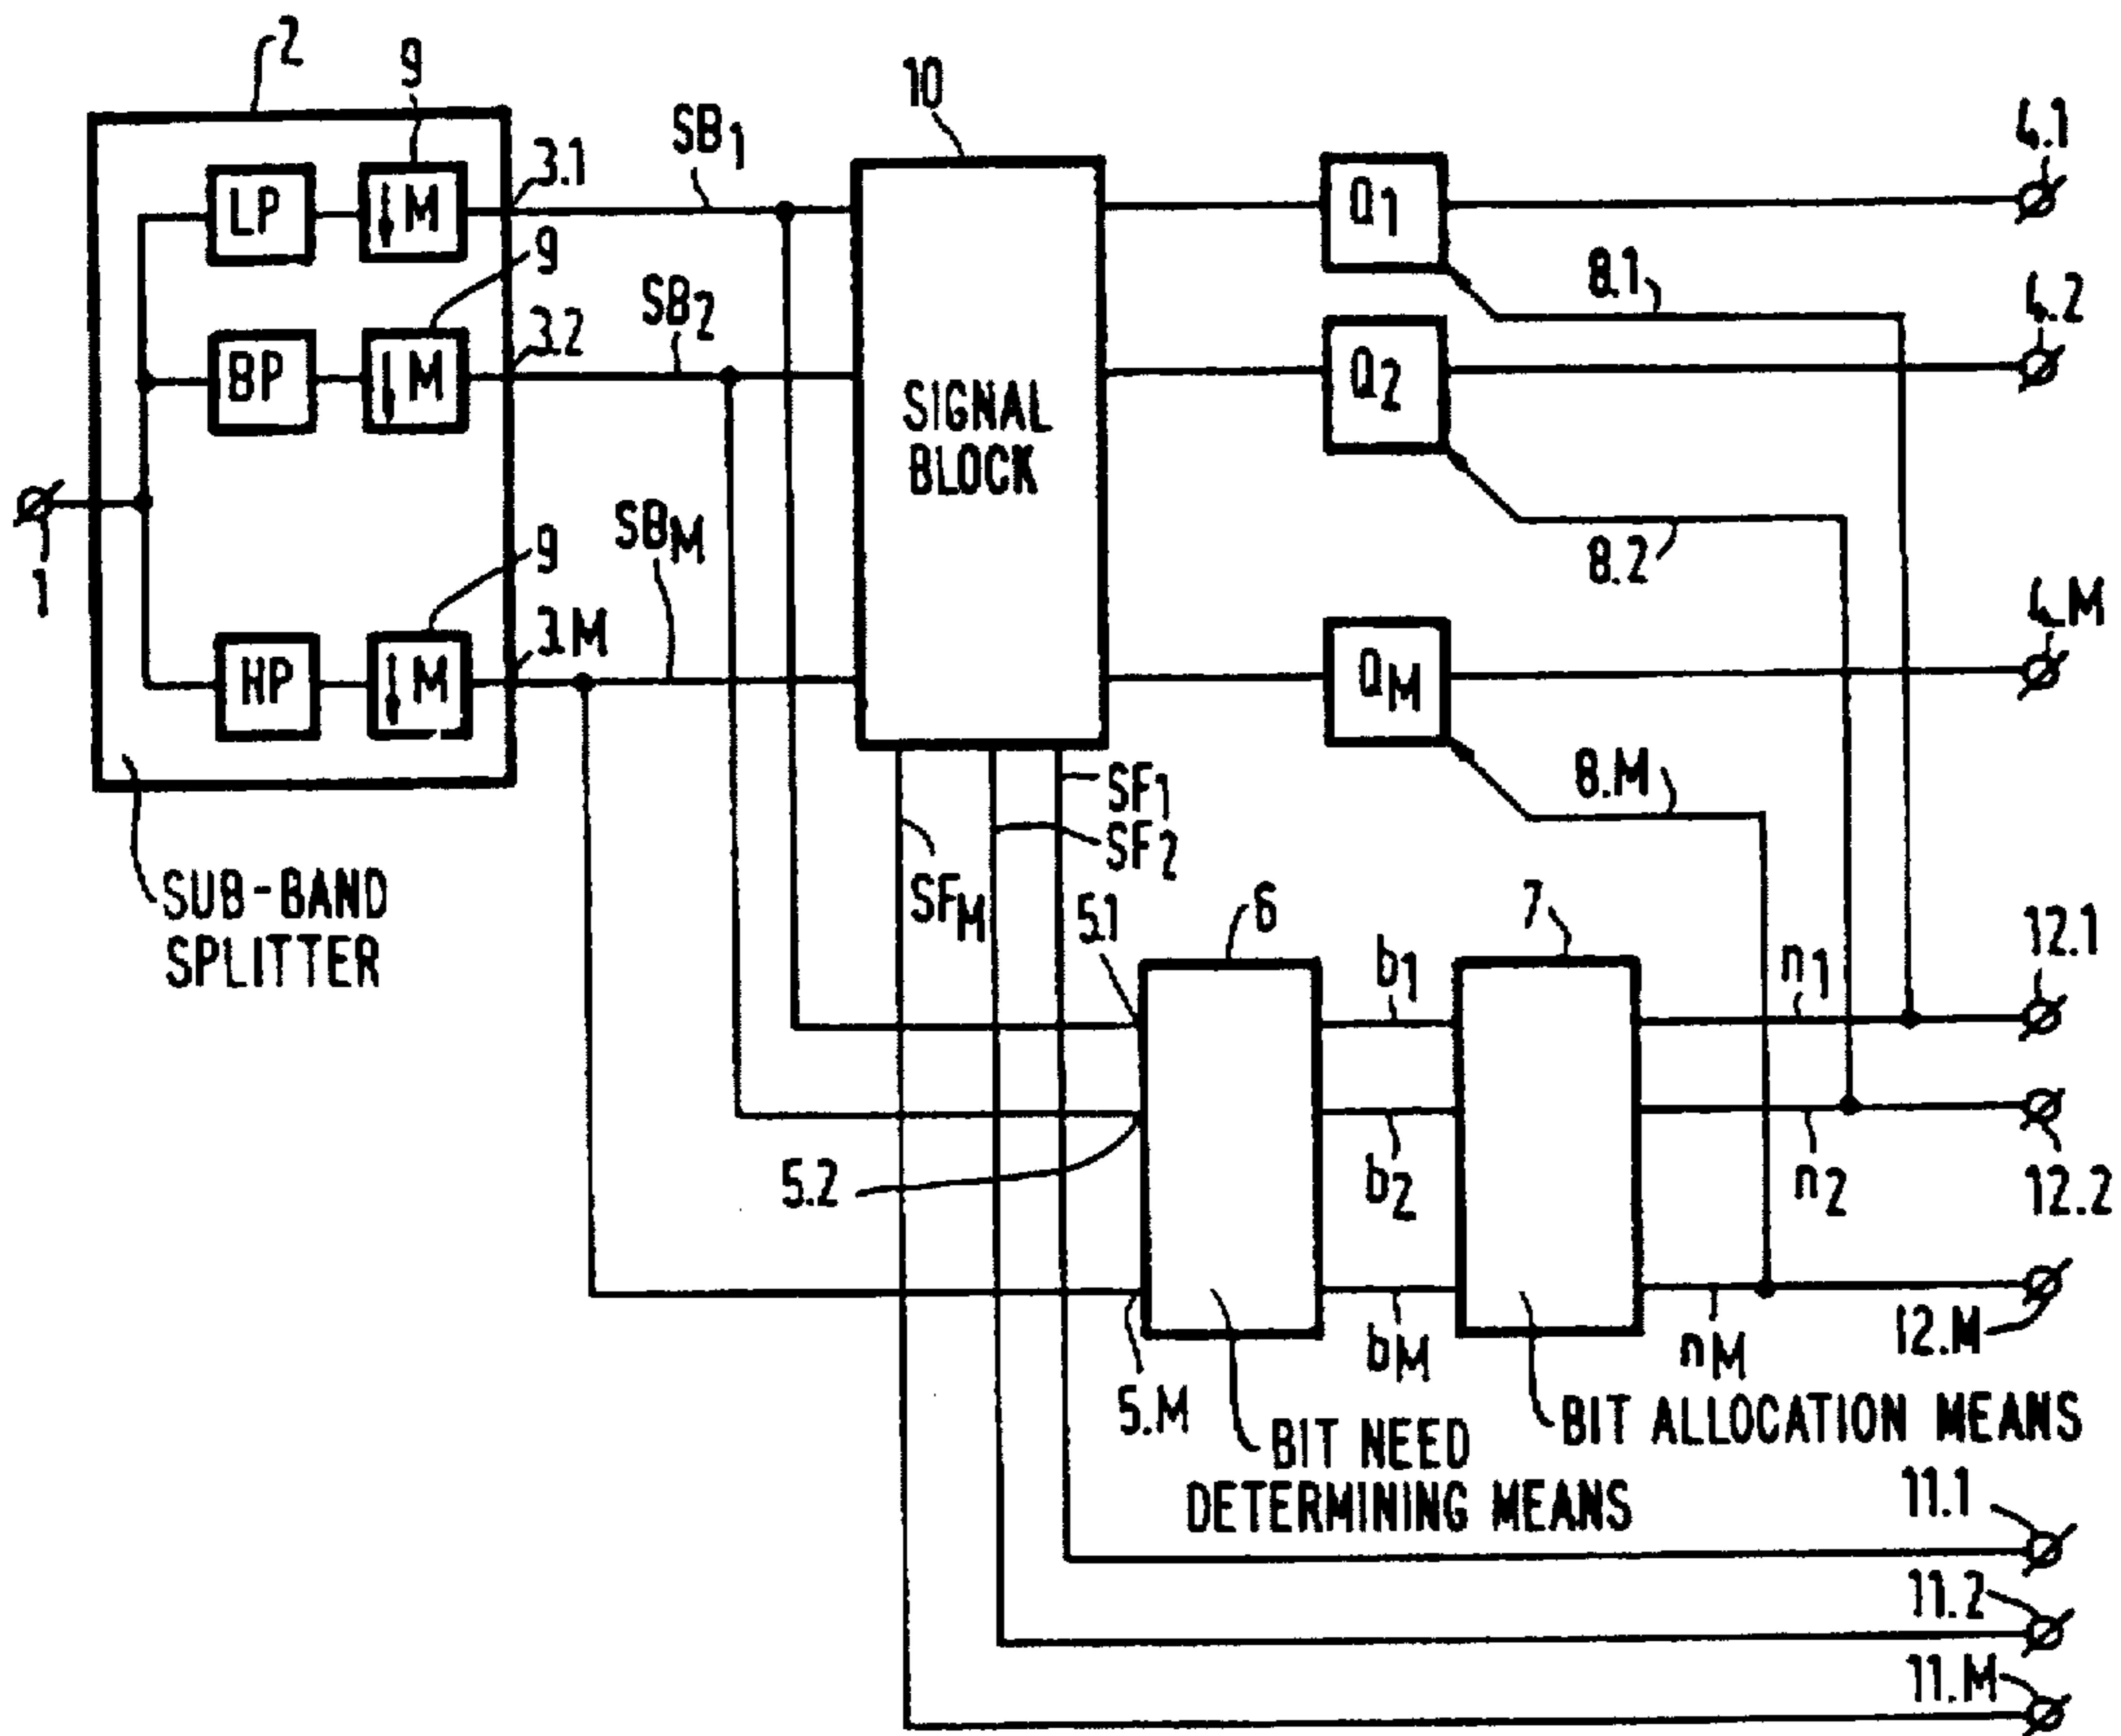 2
9
10
4.1
SB1
3.1
LP
↓M
Q1
8.1
9
4.2
SB2
3.2
BP
↓M
Q2
SIGNAL
BLOCK
1
SBM
9
8.2
4.M
3.M
HP
↓M
QM
8.M
SF1
SF2
SFM
SUB-BAND
SPLITTER
5.1
6
7
b1
n1
12.1
5.2
b2
n2
12.2
bM
nM
12.M
5.M
BIT NEED
DETERMINING MEANS
BIT ALLOCATION MEANS
11.1
11.2
11.M